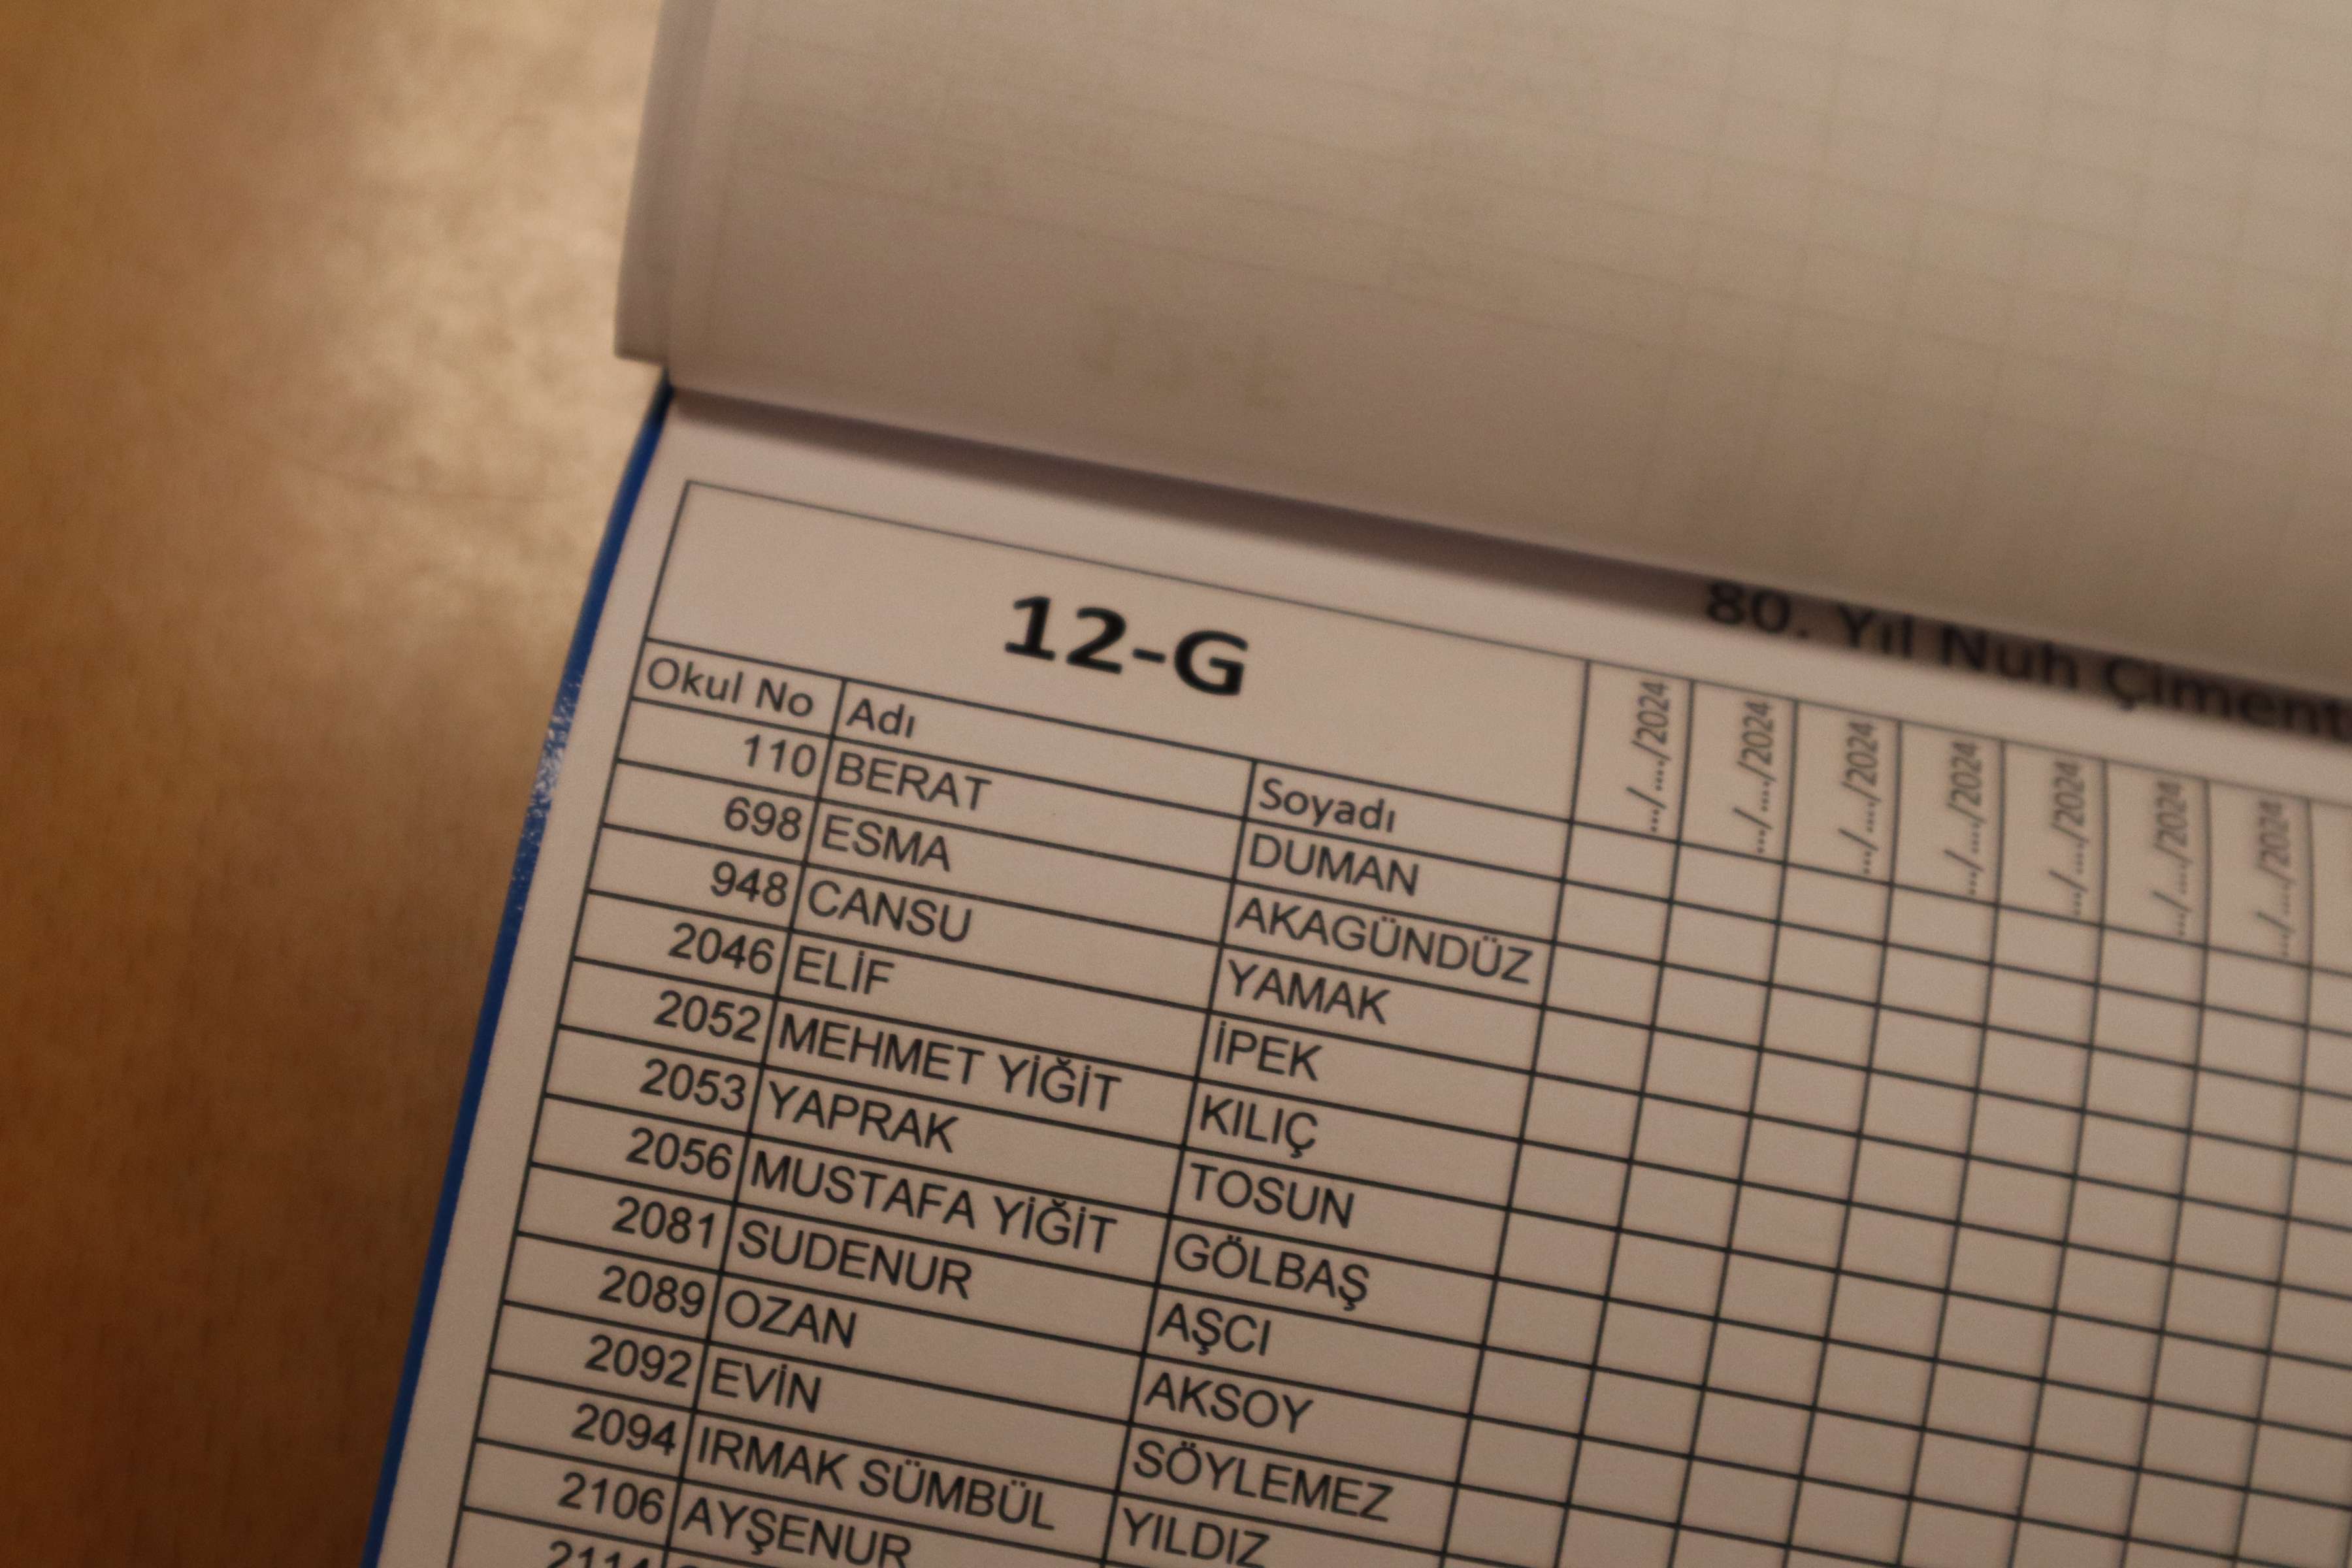 80. Yıl Nuh Çiment
12-G
.../..../2024 .../..../2024 .../..../2024 .../..../2024 .../..../2024 .../..../2024 .../..../2024
Okul No Adı Soyadı
110 BERAT DUMAN
698 ESMA AKAGÜNDÜZ
948 CANSU YAMAK
2046 ELİF İPEK
2052 MEHMET YİĞİT KILIÇ
2053 YAPRAK TOSUN
2056 MUSTAFA YİĞİT GÖLBAŞ
2081 SUDENUR AŞCI
2089 OZAN AKSOY
2092 EVİN SÖYLEMEZ
2094 IRMAK SÜMBÜL YILDIZ
2106 AYŞENUR
2114